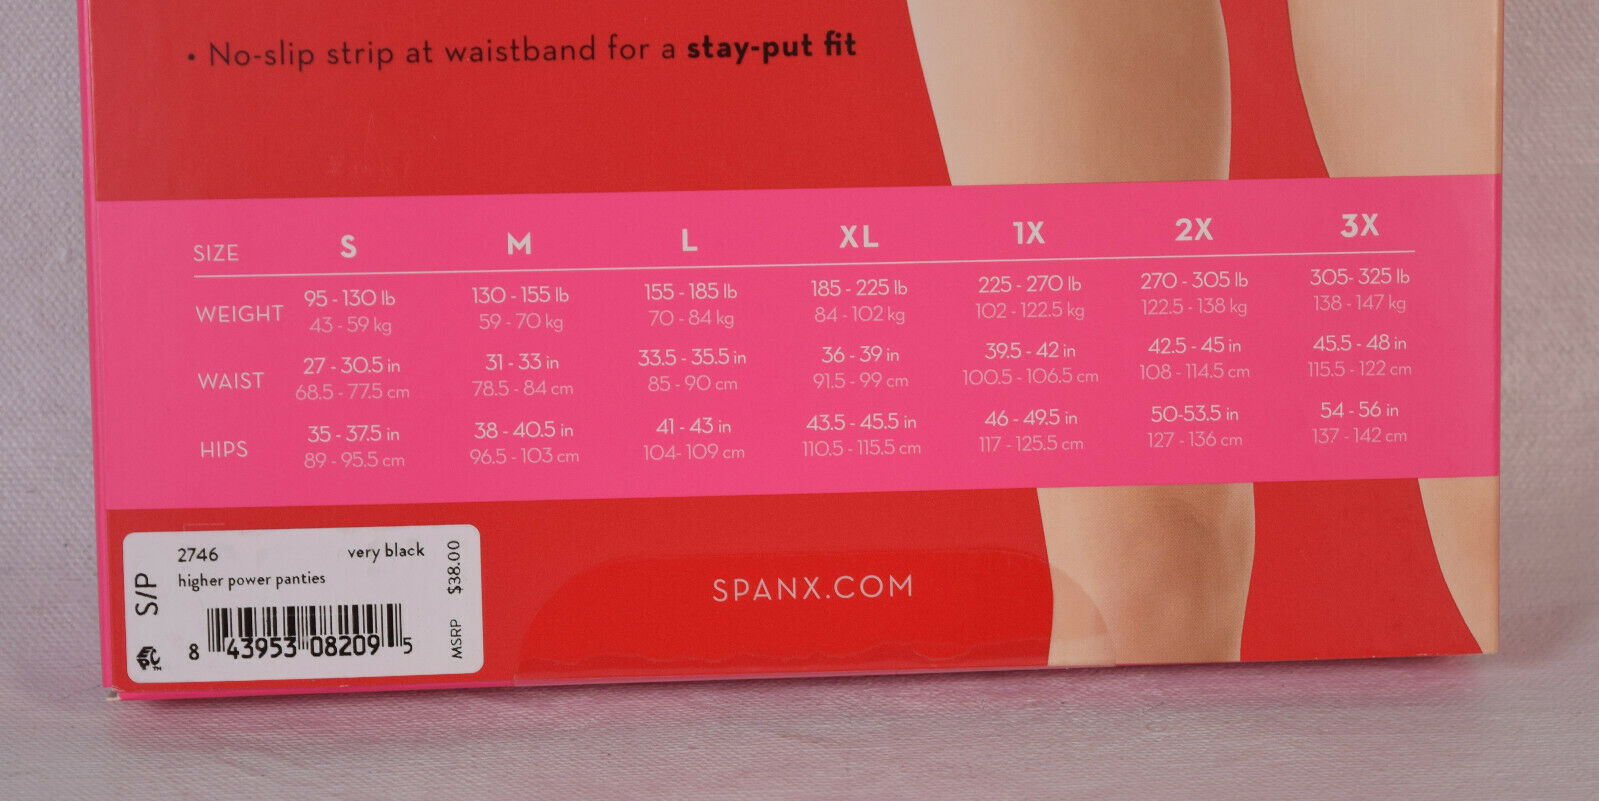 • No-slip strip at waistband for a stay-put fit
SIZE S M L XL 1X 2X 3X
WEIGHT 95 - 130 lb 130 - 155 lb 155 - 185 lb 185 - 225 lb 225 - 270 lb 270 - 305 lb 305- 325 lb
43 - 59 kg 59 - 70 kg 70 - 84 kg 84 - 102 kg 102 - 122.5 kg 122.5 - 138 kg 138 - 147 kg
WAIST 27 - 30.5 in 31 - 33 in 33.5 - 35.5 in 36 - 39 in 39.5 - 42 in 42.5 - 45 in 45.5 - 48 in
68.5 - 77.5 cm 78.5 - 84 cm 85 - 90 cm 91.5 - 99 cm 100.5 - 106.5 cm 108 - 114.5 cm 115.5 - 122 cm
HIPS 35 - 37.5 in 38 - 40.5 in 41 - 43 in 43.5 - 45.5 in 46 - 49.5 in 50-53.5 in 54 - 56 in
89 - 95.5 cm 96.5 - 103 cm 104- 109 cm 110.5 - 115.5 cm 117 - 125.5 cm 127 - 136 cm 137 - 142 cm
S/P
2746 very black
higher power panties
8 43953 08209 5
MSRP $38.00
SPANX.COM